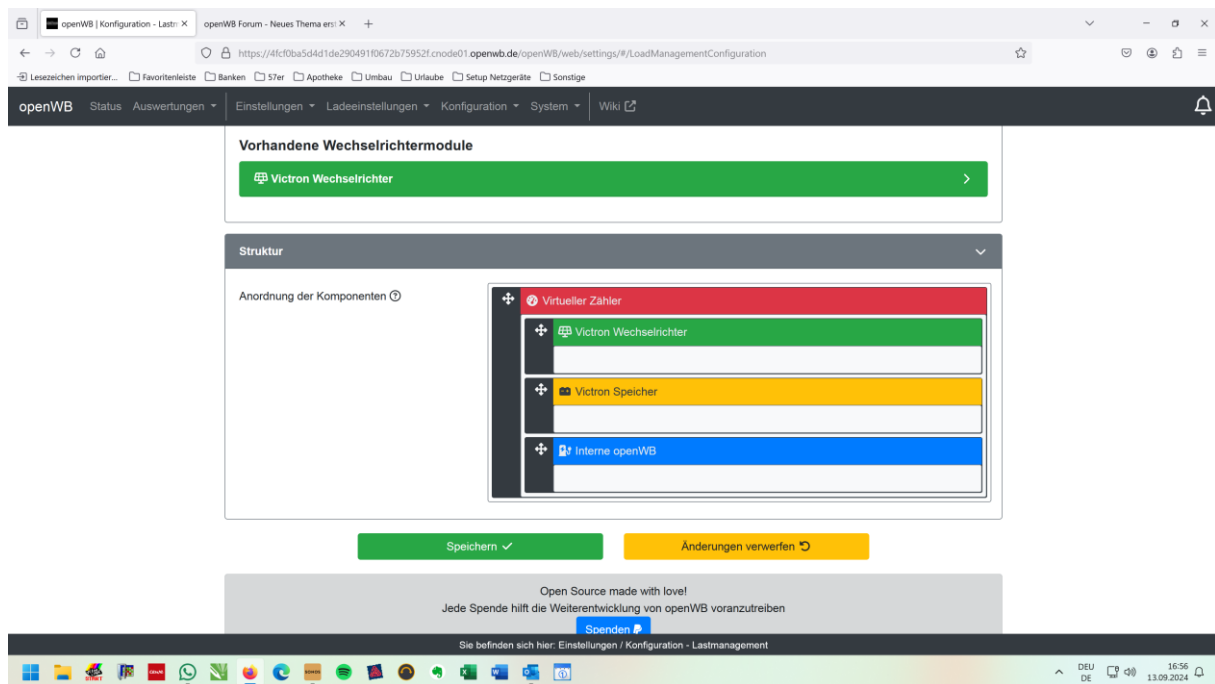 openWB | Konfiguration - Lastm
openWB Forum - Neues Thema erst
https://4fcf0ba5d4d1de290491f0672b75952f.cnode01.openwb.de/openWB/web/settings/#/LoadManagementConfiguration
Lesezeichen importier... Favoritenleiste Banken 57er Apotheke Umbau Urlaube Setup Netzgeräte Sonstige
openWB Status Auswertungen Einstellungen Ladeeinstellungen Konfiguration System Wiki
Vorhandene Wechselrichtermodule
Victron Wechselrichter
Struktur
Anordnung der Komponenten
Virtueller Zähler
Victron Wechselrichter
Victron Speicher
Interne openWB
Speichern
Änderungen verwerfen
Open Source made with love!
Jede Spende hilft die Weiterentwicklung von openWB voranzutreiben
Spenden
Sie befinden sich hier: Einstellungen / Konfiguration - Lastmanagement
DEU 16:56
DE 13.09.2024